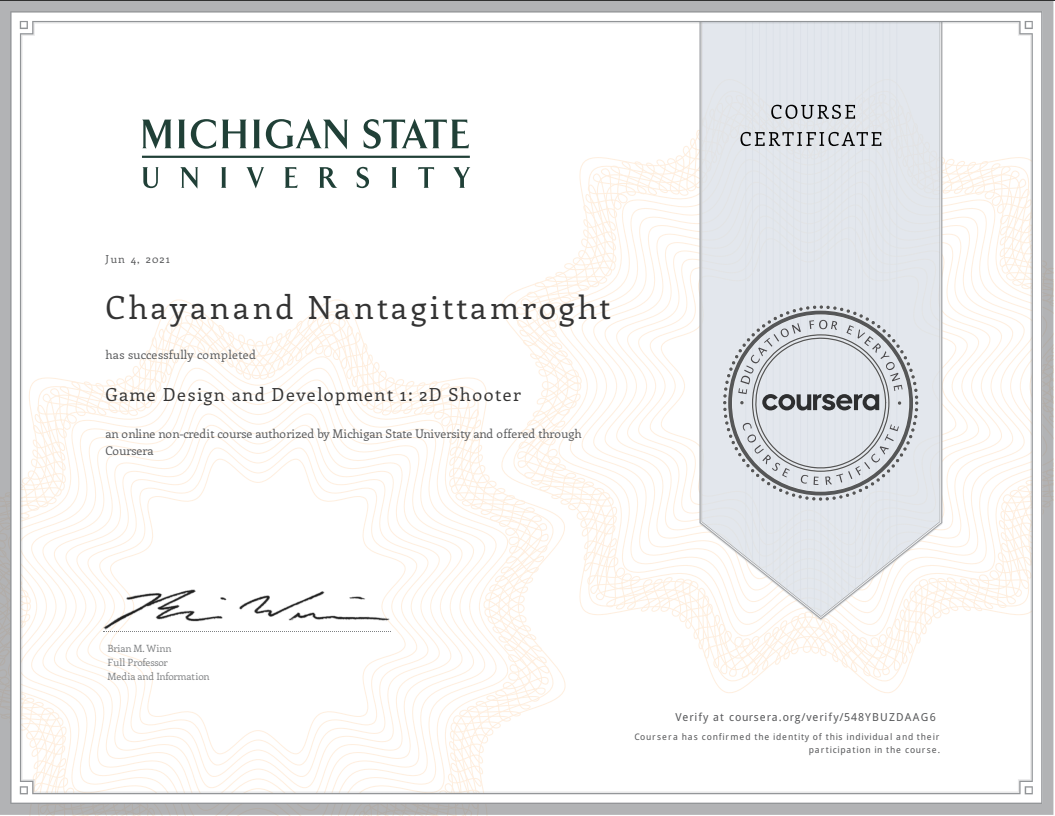 MICHIGAN STATE
UNIVERSITY
COURSE
CERTIFICATE
Jun 4, 2021
Chayanand Nantagittamroght
has successfully completed
Game Design and Development 1: 2D Shooter
an online non-credit course authorized by Michigan State University and offered through
Coursera
EDUCATION FOR EVERYONE
coursera
COURSE CERTIFICATE
Brian M. Winn
Full Professor
Media and Information
Verify at coursera.org/verify/548YBUZDAAG6
Coursera has confirmed the identity of this individual and their
participation in the course.